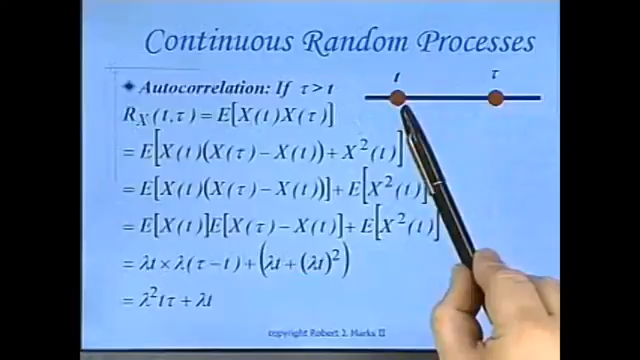 Continuous Random Processes
Autocorrelation: If τ > t
t τ
R_X(t,τ) = E[X(t)X(τ)]
= E[X(t)(X(τ) − X(t)) + X²(t)]
= E[X(t)(X(τ) − X(t))] + E[X²(t)]
= E[X(t)]E[X(τ) − X(t)] + E[X²(t)]
= λt × λ(τ − t) + (λt + (λt)²)
= λ²tτ + λt
copyright Robert J. Marks II